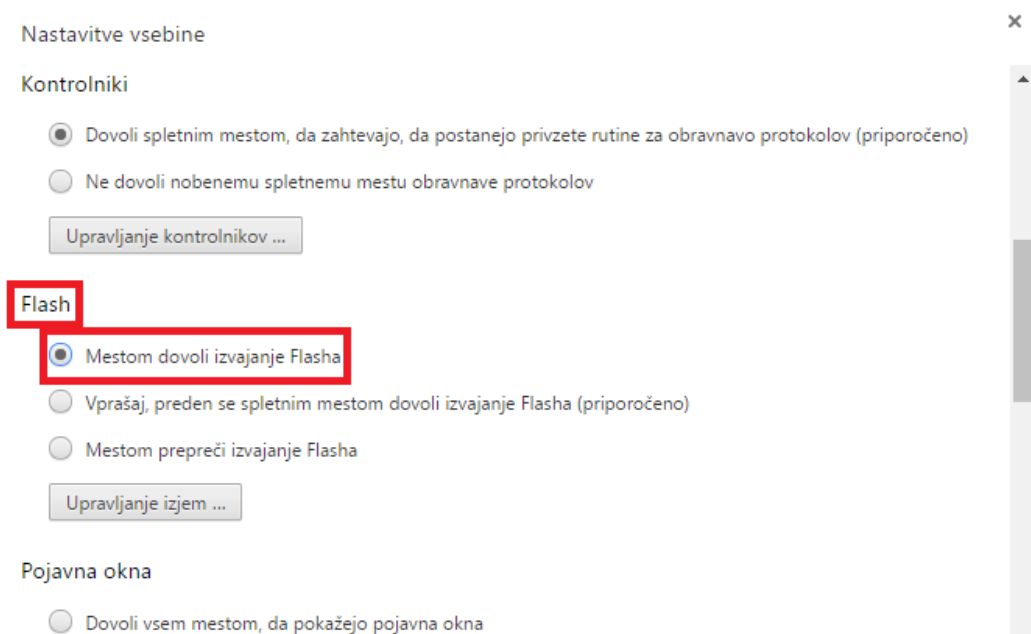 Nastavitve vsebine
Kontrolniki
Dovoli spletnim mestom, da zahtevajo, da postanejo privzete rutine za obravnavo protokolov (priporočeno)
Ne dovoli nobenemu spletnemu mestu obravnave protokolov
Upravljanje kontrolnikov ...
Flash
Mestom dovoli izvajanje Flasha
Vprašaj, preden se spletnim mestom dovoli izvajanje Flasha (priporočeno)
Mestom prepreči izvajanje Flasha
Upravljanje izjem ...
Pojavna okna
Dovoli vsem mestom, da pokažejo pojavna okna